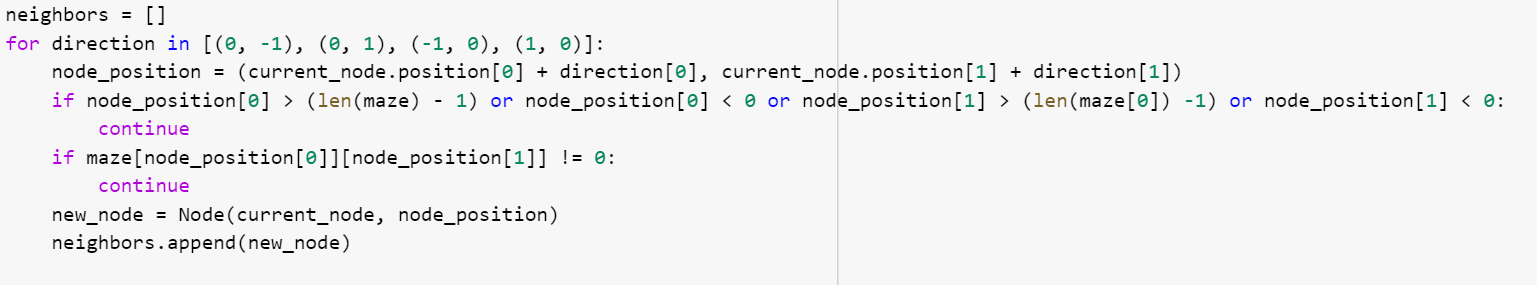 neighbors = []
for direction in [(0, -1), (0, 1), (-1, 0), (1, 0)]:
    node_position = (current_node.position[0] + direction[0], current_node.position[1] + direction[1])
    if node_position[0] > (len(maze) - 1) or node_position[0] < 0 or node_position[1] > (len(maze[0]) -1) or node_position[1] < 0:
        continue
    if maze[node_position[0]][node_position[1]] != 0:
        continue
    new_node = Node(current_node, node_position)
    neighbors.append(new_node)